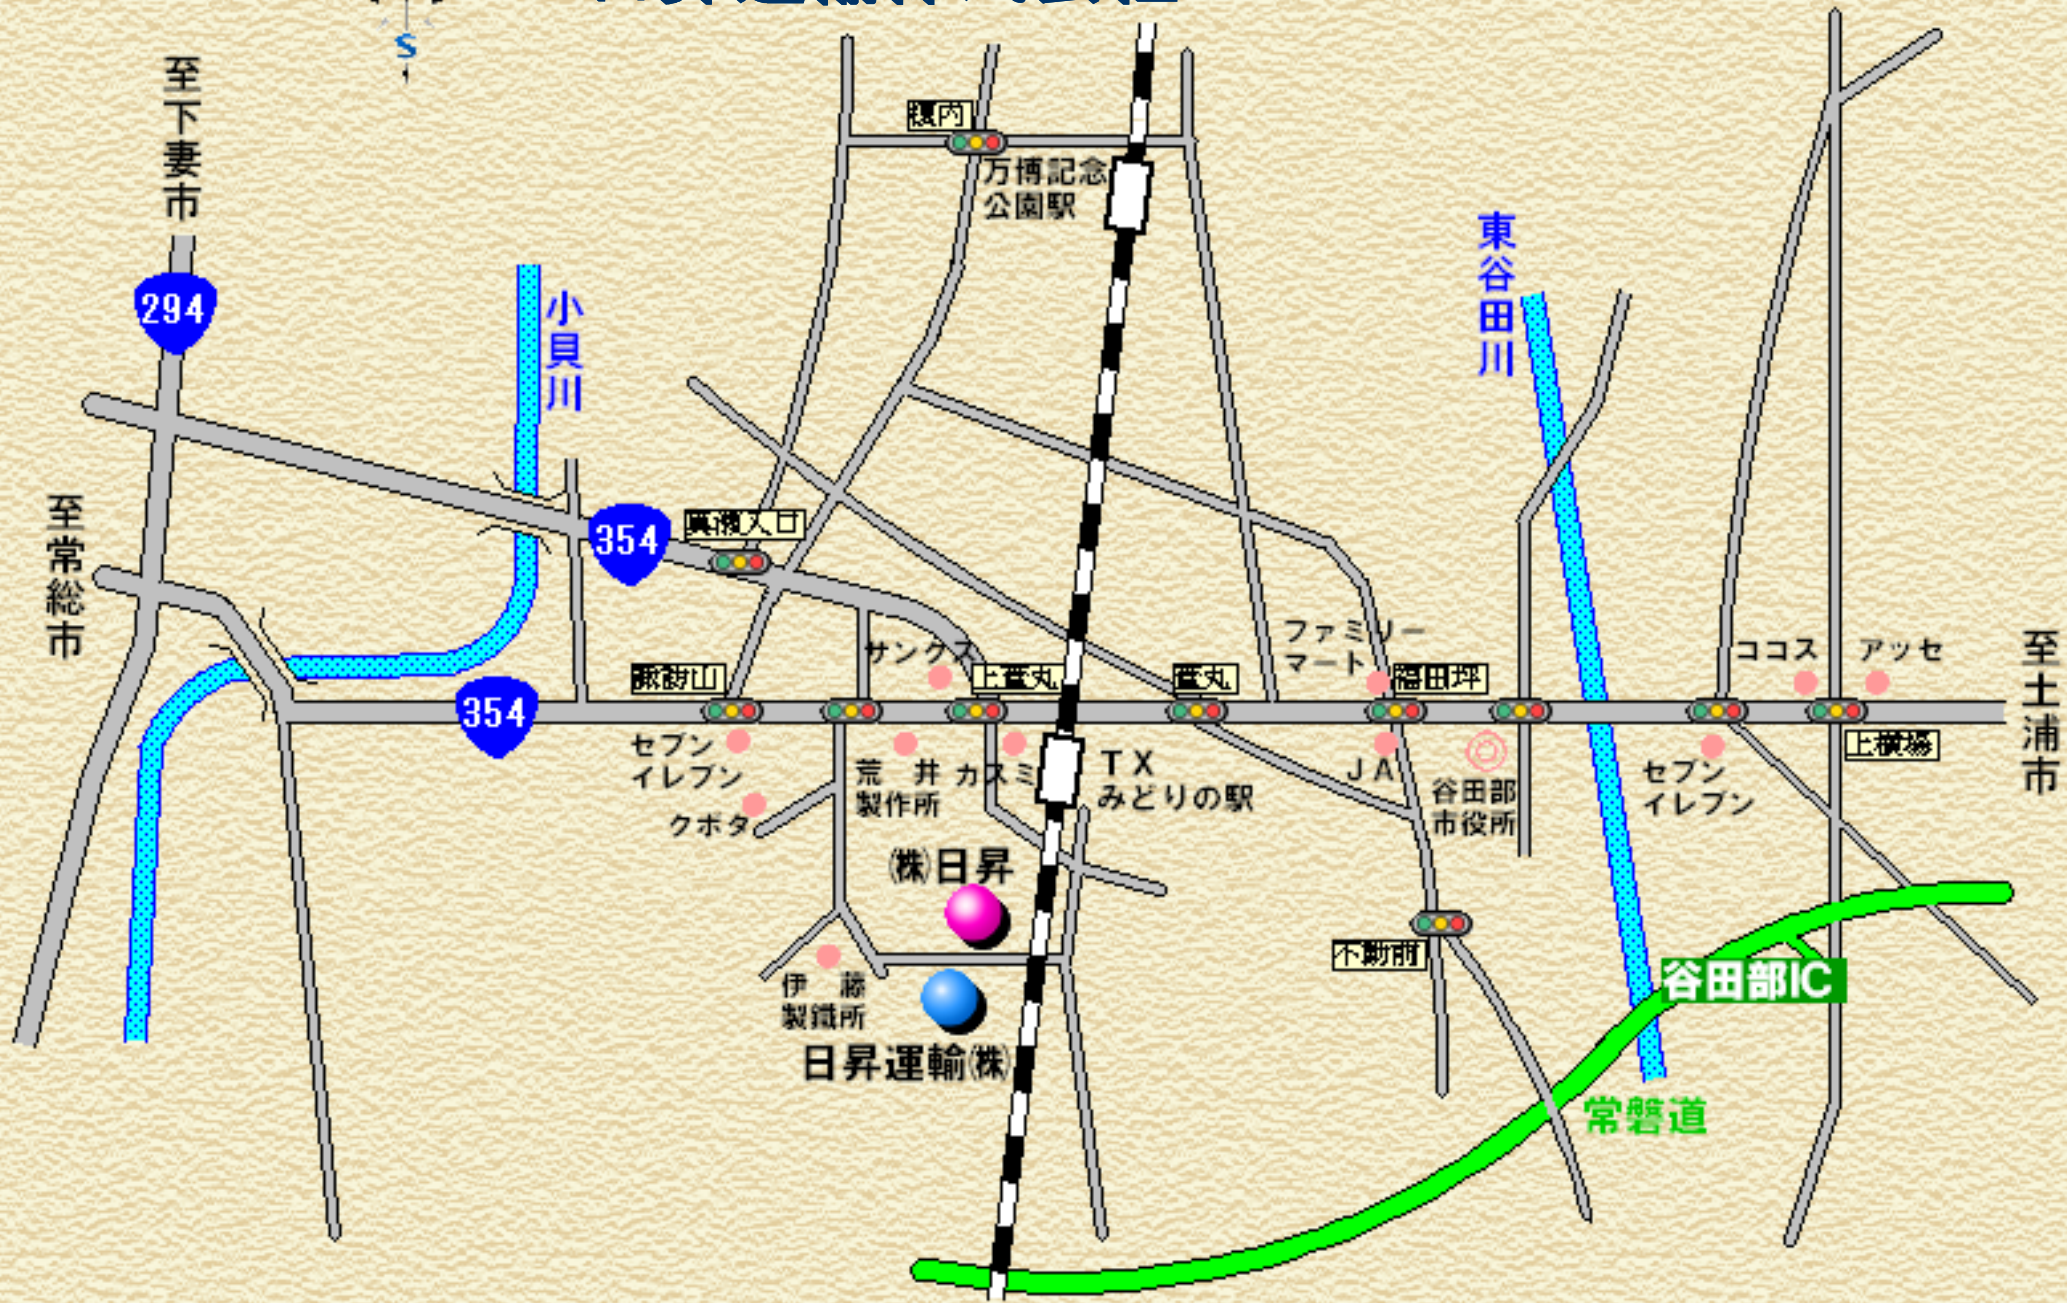 S
至下妻市
294
小貝川
至常総市
354
354
万博記念
公園駅
東谷田川
サンクス
諏訪山
上萱丸
萱丸
ファミリー
マート
福田坪
ココス
アッセ
至土浦市
セブン
イレブン
クボタ
荒 井
製作所
カスミ
TX
みどりの駅
JA
谷田部
市役所
セブン
イレブン
上横場
㈱日昇
伊 藤
製鐵所
日昇運輸㈱
不動前
谷田部IC
常磐道